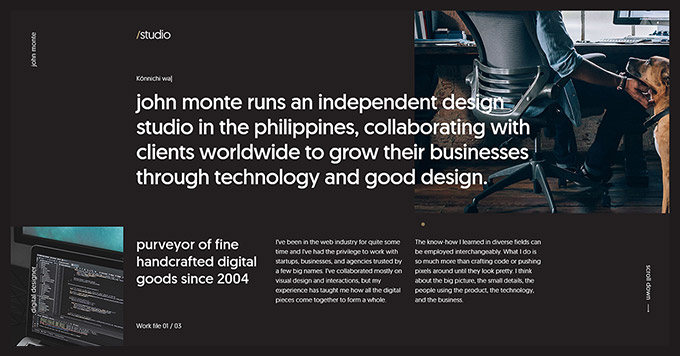 john monte
/studio
Kōnnichi wa|
john monte runs an independent design
studio in the philippines, collaborating with
clients worldwide to grow their businesses
through technology and good design.
purveyor of fine
handcrafted digital
goods since 2004
I've been in the web industry for quite some
time and I've had the privilege to work with
startups, businesses, and agencies trusted by
a few big names. I've collaborated mostly on
visual design and interactions, but my
experience has taught me how all the digital
pieces come together to form a whole.
The know-how I learned in diverse fields can
be employed interchangeably. What I do is
so much more than crafting code or pushing
pixels around until they look pretty. I think
about the big picture, the small details, the
people using the product, the technology,
and the business.
digital designer
scroll down
Work file 01 / 03